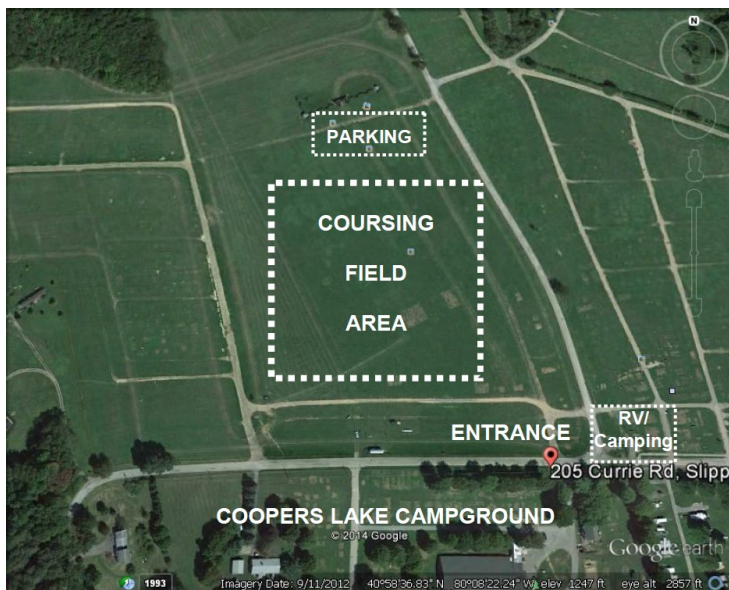 N
PARKING
COURSING
FIELD
AREA
RV/
Camping
ENTRANCE
205 Currie Rd, Slipp
COOPERS LAKE CAMPGROUND
© 2014 Google
Google earth
1993
Imagery Date: 9/11/2012 40°58'36.83" N 80°08'22.24" W elev 1247 ft eye alt 2857 ft